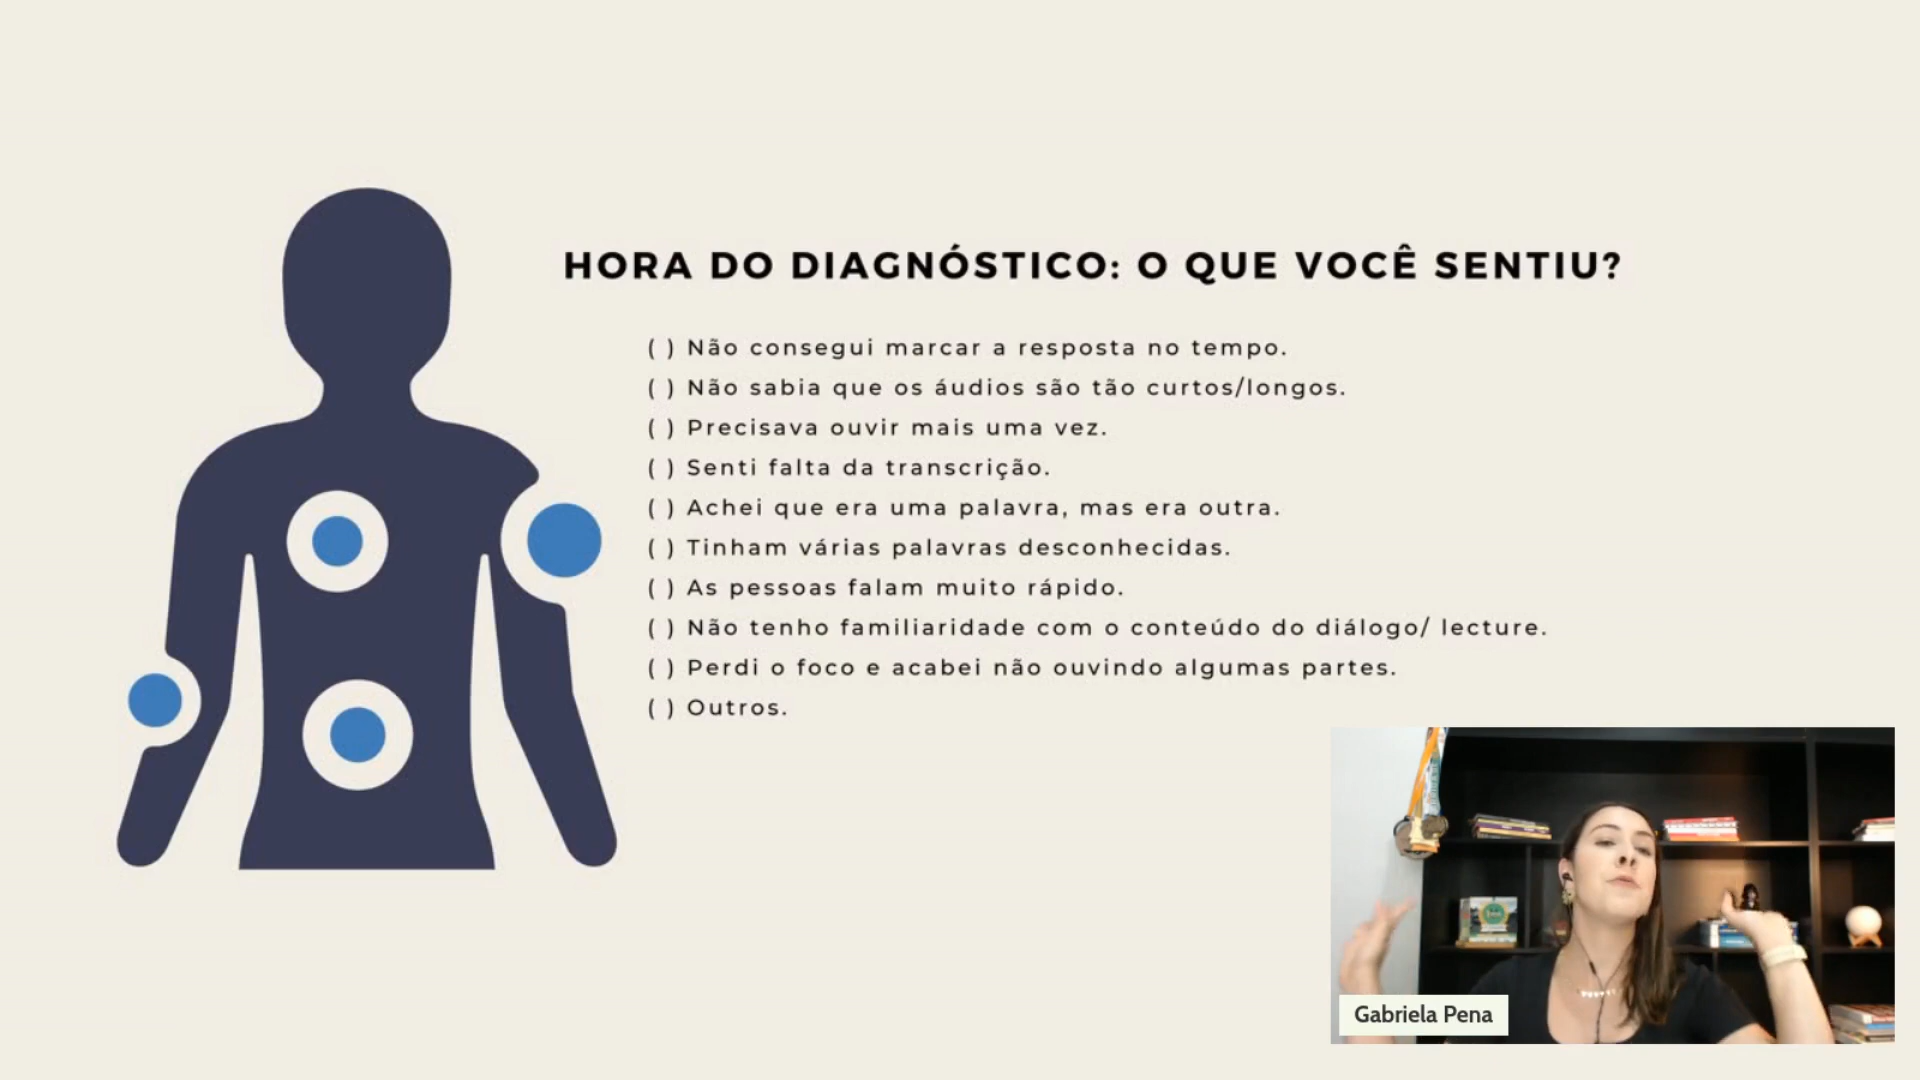 HORA DO DIAGNÓSTICO: O QUE VOCÊ SENTIU?
( ) Não consegui marcar a resposta no tempo.
( ) Não sabia que os áudios são tão curtos/longos.
( ) Precisava ouvir mais uma vez.
( ) Senti falta da transcrição.
( ) Achei que era uma palavra, mas era outra.
( ) Tinham várias palavras desconhecidas.
( ) As pessoas falam muito rápido.
( ) Não tenho familiaridade com o conteúdo do diálogo/ lecture.
( ) Perdi o foco e acabei não ouvindo algumas partes.
( ) Outros.
Gabriela Pena